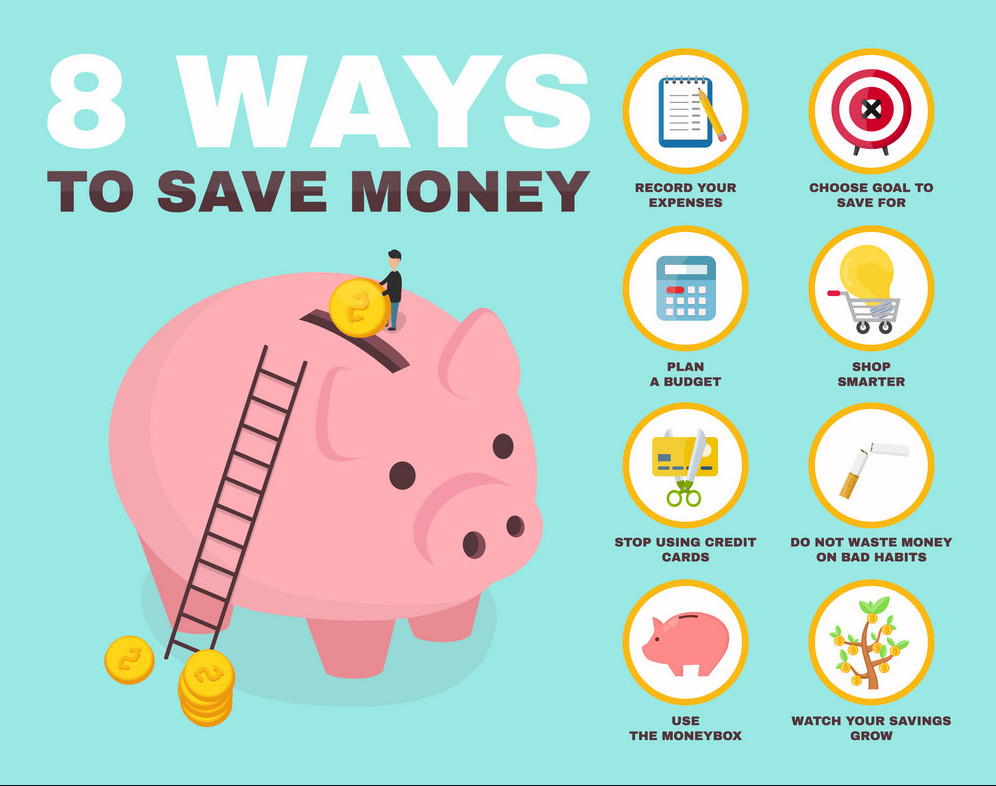 8 WAYS
TO SAVE MONEY
RECORD YOUR
EXPENSES
CHOOSE GOAL TO
SAVE FOR
PLAN
A BUDGET
SHOP
SMARTER
STOP USING CREDIT
CARDS
DO NOT WASTE MONEY
ON BAD HABITS
USE
THE MONEYBOX
WATCH YOUR SAVINGS
GROW